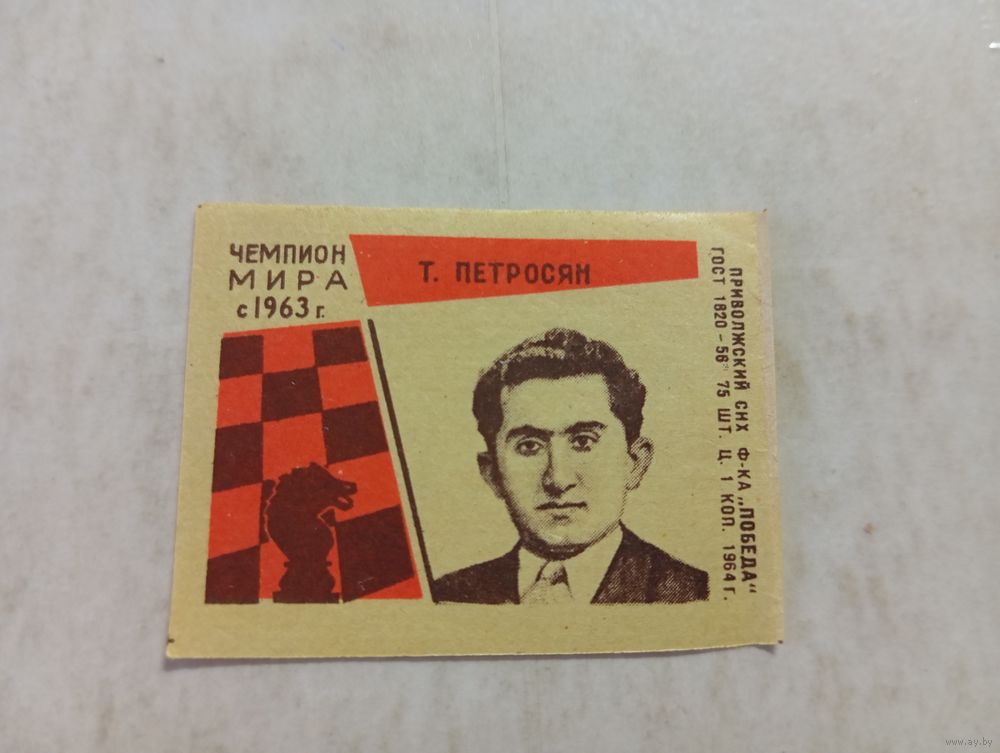 ЧЕМПИОН
МИРА
с 1963 г.
Т. ПЕТРОСЯН
ПРИВОЛЖСКИЙ СНХ Ф-КА „ПОБЕДА"
ГОСТ 1820-56 75 ШТ. Ц. 1 КОП. 1964 г.
© www.ay.by